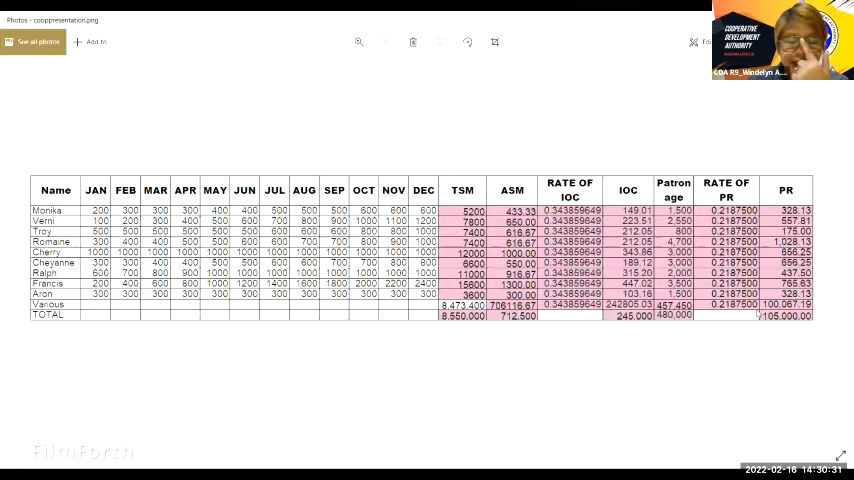 Photos - cooppresentation.png
See all photos + Add to
COOPERATIVE
DEVELOPMENT
AUTHORITY
CDA R9_Windelyn A....
Name JAN FEB MAR APR MAY JUN JUL AUG SEP OCT NOV DEC TSM ASM RATE OF IOC IOC Patron age RATE OF PR PR
Monika 200 300 300 300 400 400 500 500 500 600 600 600 5200 433.33 0.343859649 149.01 1,500 0.2187500 328.13
Verni 100 200 300 400 500 600 700 800 900 1000 1100 1200 7800 650.00 0.343859649 223.51 2,550 0.2187500 557.81
Troy 500 500 500 500 500 600 600 600 600 800 800 900 7400 616.67 0.343859649 212.05 800 0.2187500 175.00
Romaine 300 400 400 500 500 600 600 700 700 800 900 1000 7400 616.67 0.343859649 212.05 4,700 0.2187500 1,028.13
Cherry 1000 1000 1000 1000 1000 1000 1000 1000 1000 1000 1000 1000 12000 1000.00 0.343859649 343.86 3,000 0.2187500 656.25
Cheyanne 300 300 400 400 500 500 600 600 700 700 800 800 6600 550.00 0.343859649 189.12 3,000 0.2187500 656.25
Ralph 600 700 800 900 1000 1000 1000 1000 1000 1000 1000 1000 11000 916.67 0.343859649 315.20 2,000 0.2187500 437.50
Francis 200 400 600 800 1000 1200 1400 1600 1800 2000 2200 2400 15600 1300.00 0.343859649 447.02 3,500 0.2187500 765.63
Aron 300 300 300 300 300 300 300 300 300 300 300 300 3600 300.00 0.343859649 103.16 1,500 0.2187500 328.13
Various 8,473.400 706116.67 0.343859649 242805.03 457,450 0.2187500 100,067.19
TOTAL 8,550.000 712.500 245.000 480,000 105,000.00
FilmForth
2022-02-16 14:30:31